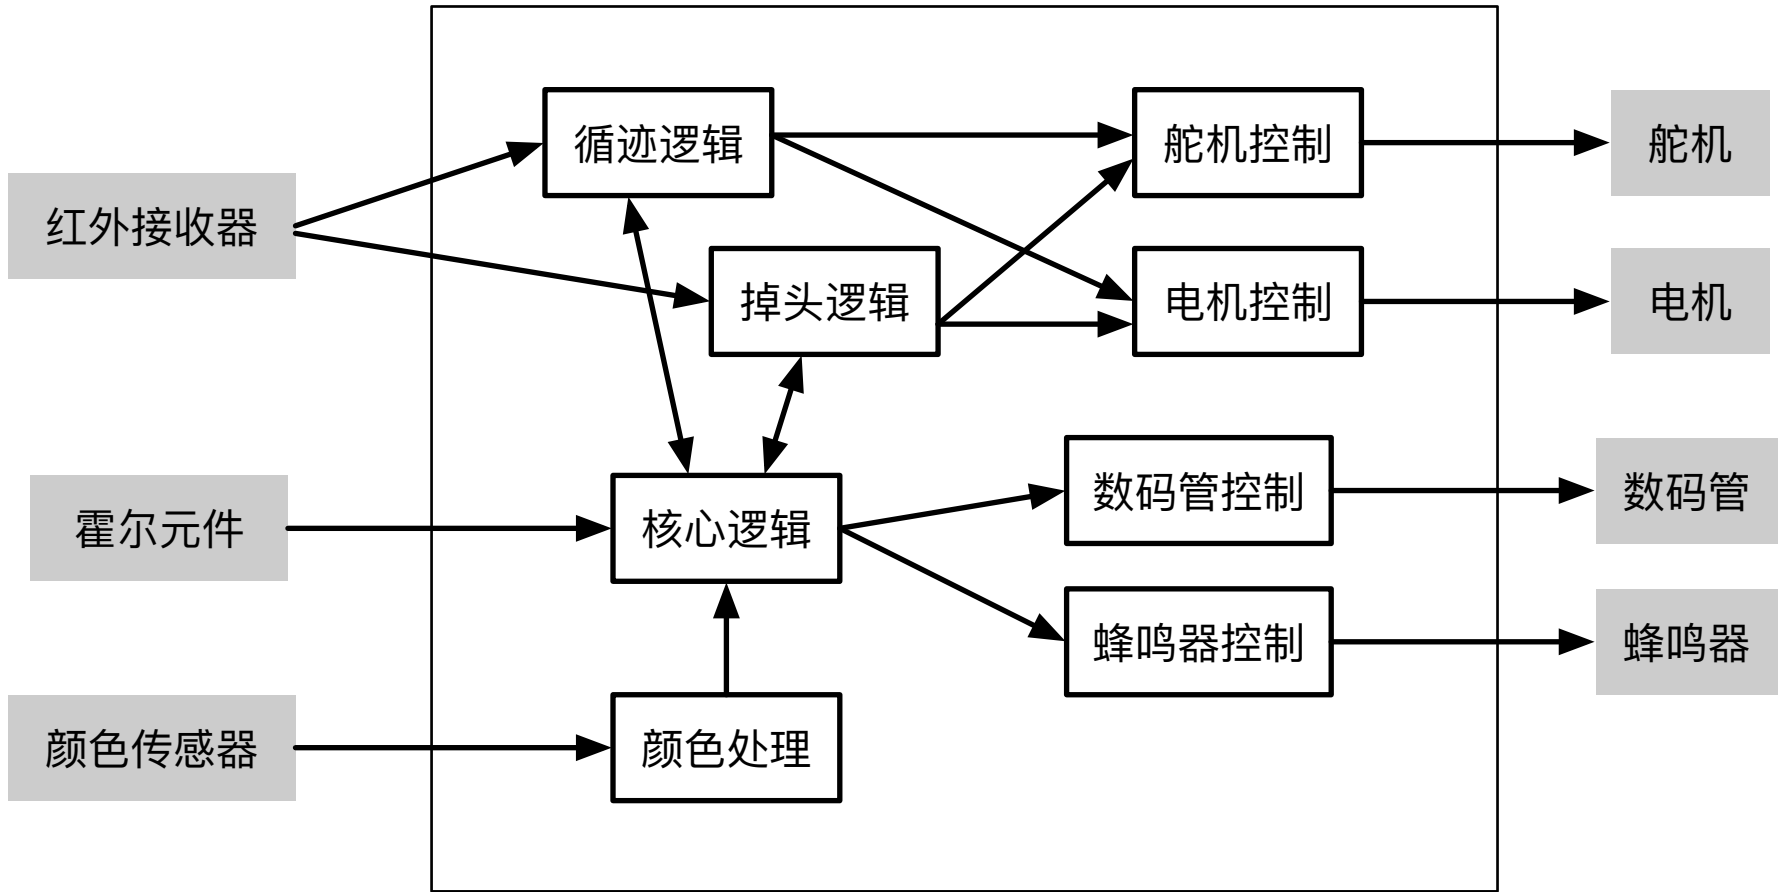 循迹逻辑
舵机控制
舵机
红外接收器
掉头逻辑
电机控制
电机
数码管控制
数码管
霍尔元件
核心逻辑
蜂鸣器控制
蜂鸣器
颜色传感器
颜色处理